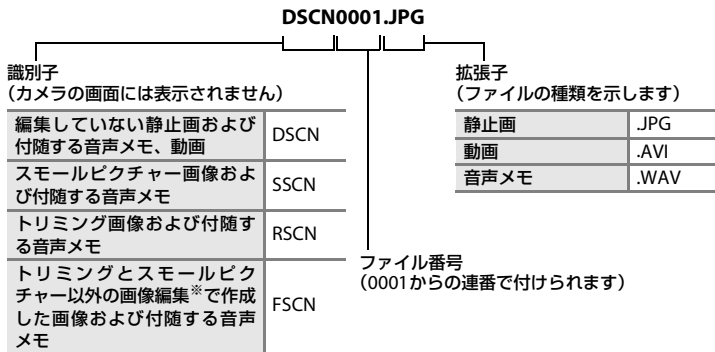 DSCN0001.JPG
識別子
(カメラの画面には表示されません)
編集していない静止画および
付随する音声メモ、動画
DSCN
スモールピクチャー画像およ
び付随する音声メモ
SSCN
トリミング画像および付随す
る音声メモ
RSCN
トリミングとスモールピク
チャー以外の画像編集※で作成
した画像および付随する音声
メモ
FSCN
拡張子
(ファイルの種類を示します)
静止画 .JPG
動画 .AVI
音声メモ .WAV
ファイル番号
(0001からの連番で付けられます)